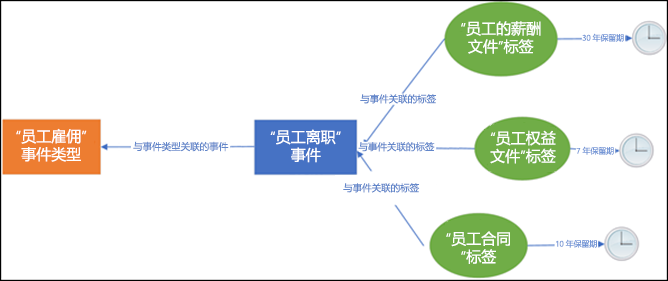 “员工的薪酬
文件”标签
30 年保留期
与事件关联的标签
“员工雇佣”
事件类型
与事件类型关联的事件
“员工离职”
事件
与事件关联的标签
“员工权益
文件”标签
7 年保留期
与事件关联的标签
“员工合同
”标签
10 年保留期